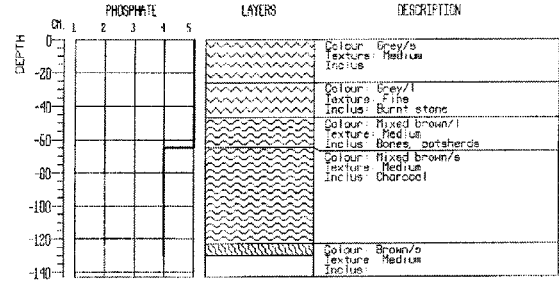 PHOSPHATE
LAYERS
DESCRIPTION
CM.
1 2 3 4 5
DEPTH
0
-20
-40
-60
-80
-100
-120
-140
Colour: Grey/s
Texture: Medium
Inclus:
Colour: Grey/l
Texture: Fine
Inclus: Burnt stone
Colour: Mixed brown/l
Texture: Medium
Inclus: Bones, potsherds
Colour: Mixed brown/s
Texture: Medium
Inclus: Charcoal
Colour: Brown/s
Texture: Medium
Inclus: